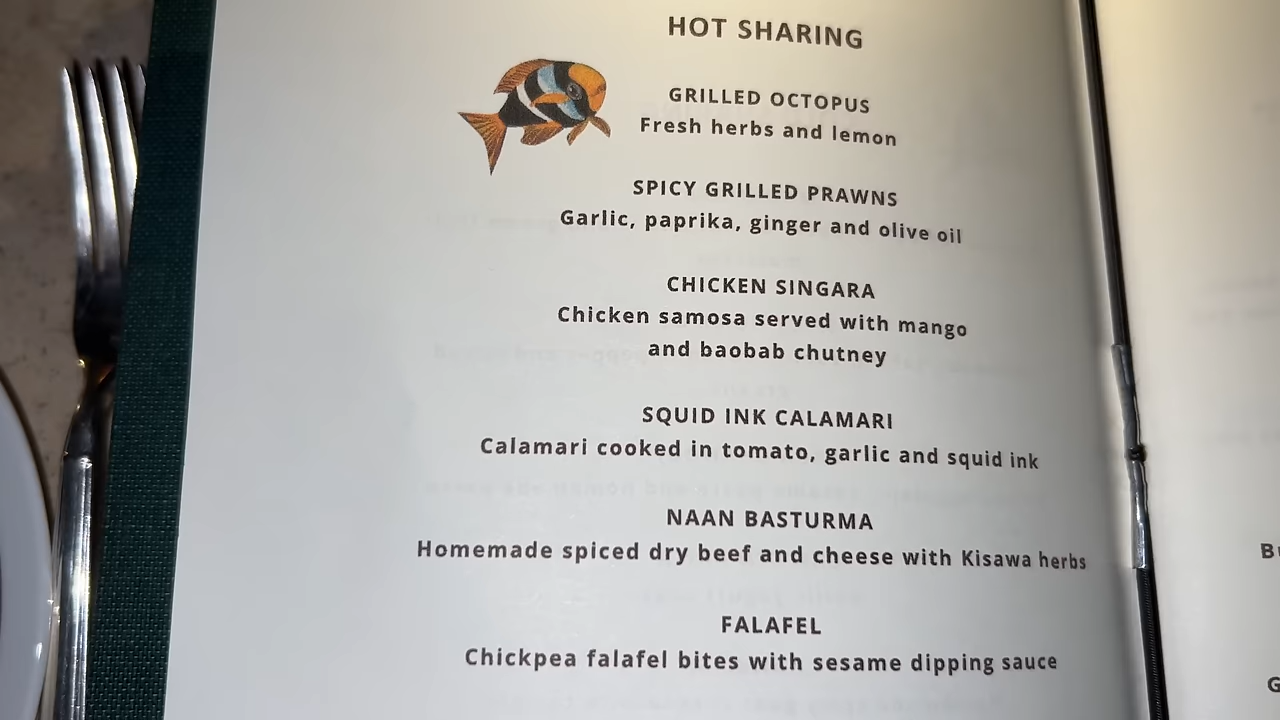 HOT SHARING
GRILLED OCTOPUS
Fresh herbs and lemon
SPICY GRILLED PRAWNS
Garlic, paprika, ginger and olive oil
CHICKEN SINGARA
Chicken samosa served with mango
and baobab chutney
SQUID INK CALAMARI
Calamari cooked in tomato, garlic and squid ink
NAAN BASTURMA
Homemade spiced dry beef and cheese with Kisawa herbs
FALAFEL
Chickpea falafel bites with sesame dipping sauce